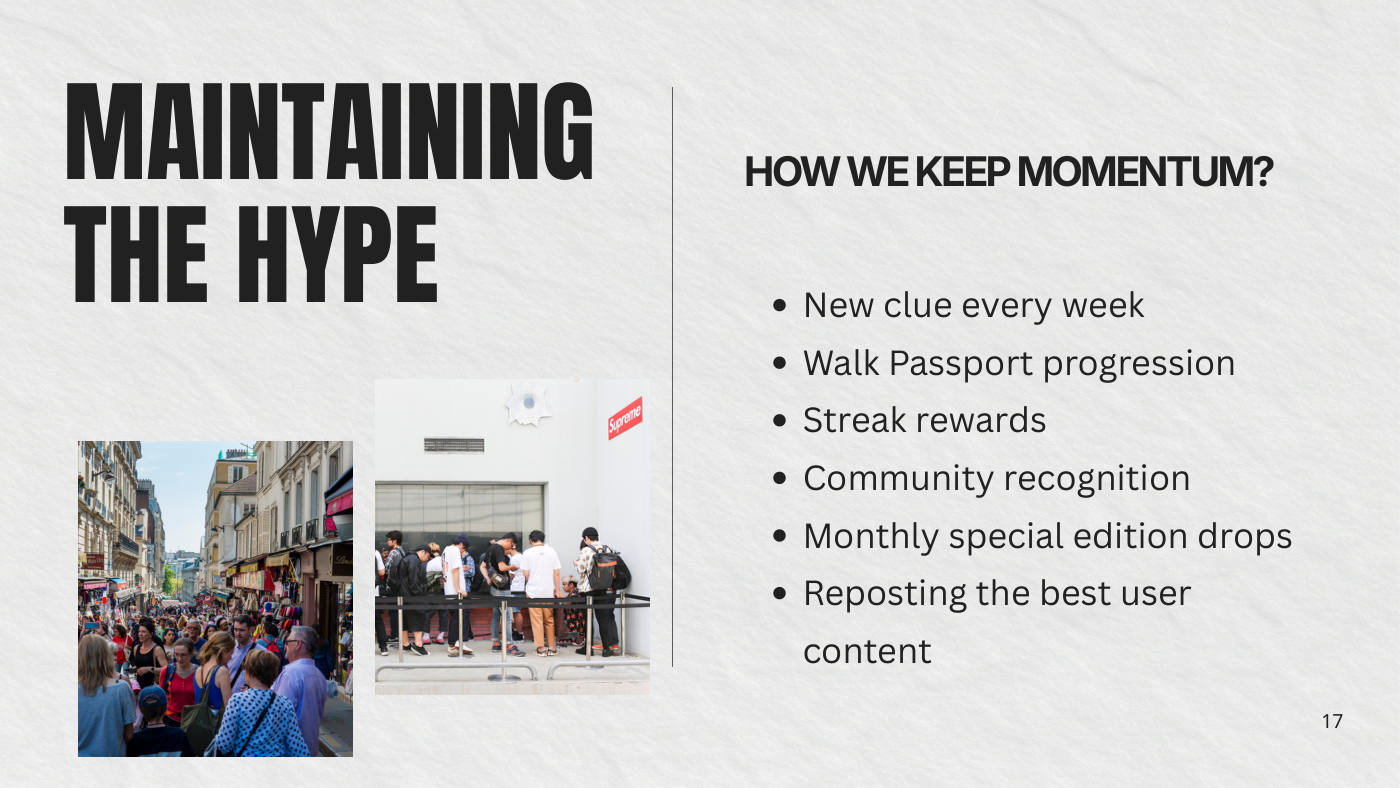 MAINTAINING
THE HYPE
Supreme
HOW WE KEEP MOMENTUM?
• New clue every week
• Walk Passport progression
• Streak rewards
• Community recognition
• Monthly special edition drops
• Reposting the best user
content
17